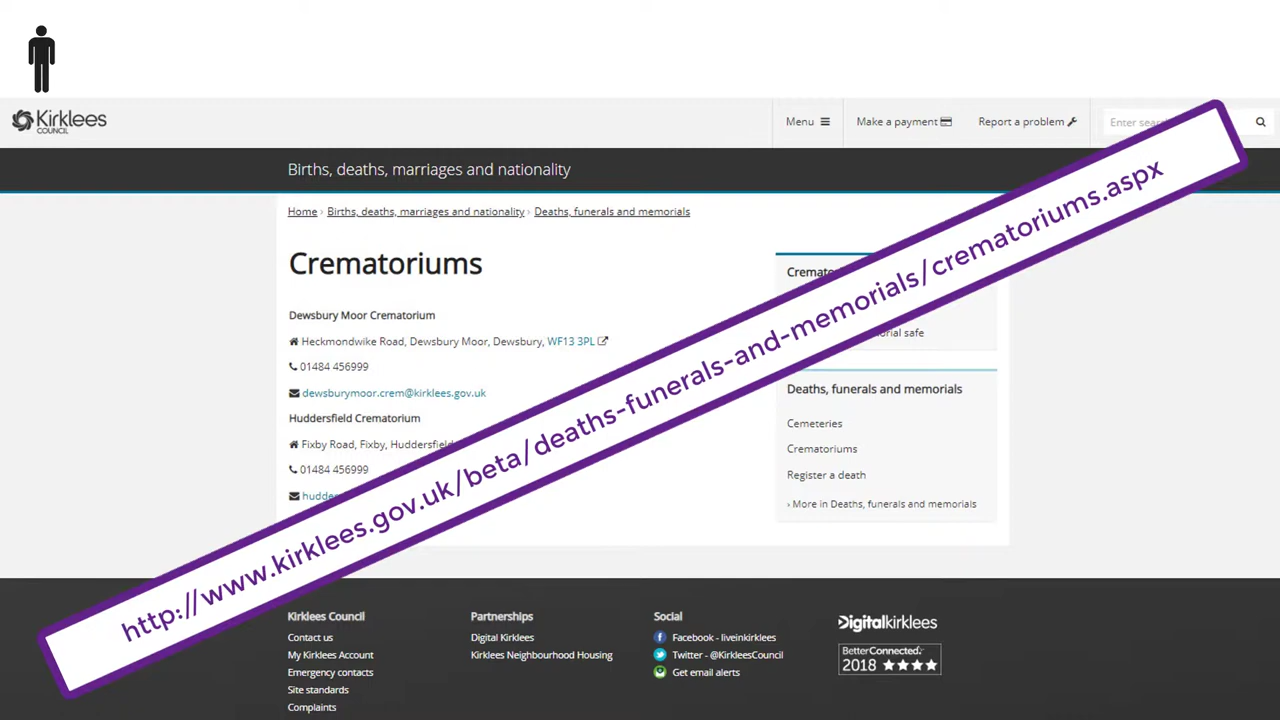 Kirklees
COUNCIL
Menu
Make a payment
Report a problem
Enter
Births, deaths, marriages and nationality
Home › Births, deaths, marriages and nationality › Deaths, funerals and memorials
Crematoriums
Dewsbury Moor Crematorium
Heckmondwike Road, Dewsbury Moor, Dewsbury, WF13 3PL
01484 456999
dewsburymoor.crem@kirklees.gov.uk
Huddersfield Crematorium
Fixby Road, Fixby, Huddersfield
01484 456999
safe
Deaths, funerals and memorials
Cemeteries
Crematoriums
Register a death
› More in Deaths, funerals and memorials
http://www.kirklees.gov.uk/beta/deaths-funerals-and-memorials/crematoriums.aspx
Kirklees Council
Contact us
My Kirklees Account
Emergency contacts
Site standards
Complaints
Partnerships
Digital Kirklees
Kirklees Neighbourhood Housing
Social
Facebook - liveinkirklees
Twitter - @KirkleesCouncil
Get email alerts
Digitalkirklees
BetterConnected
2018 ★★★★